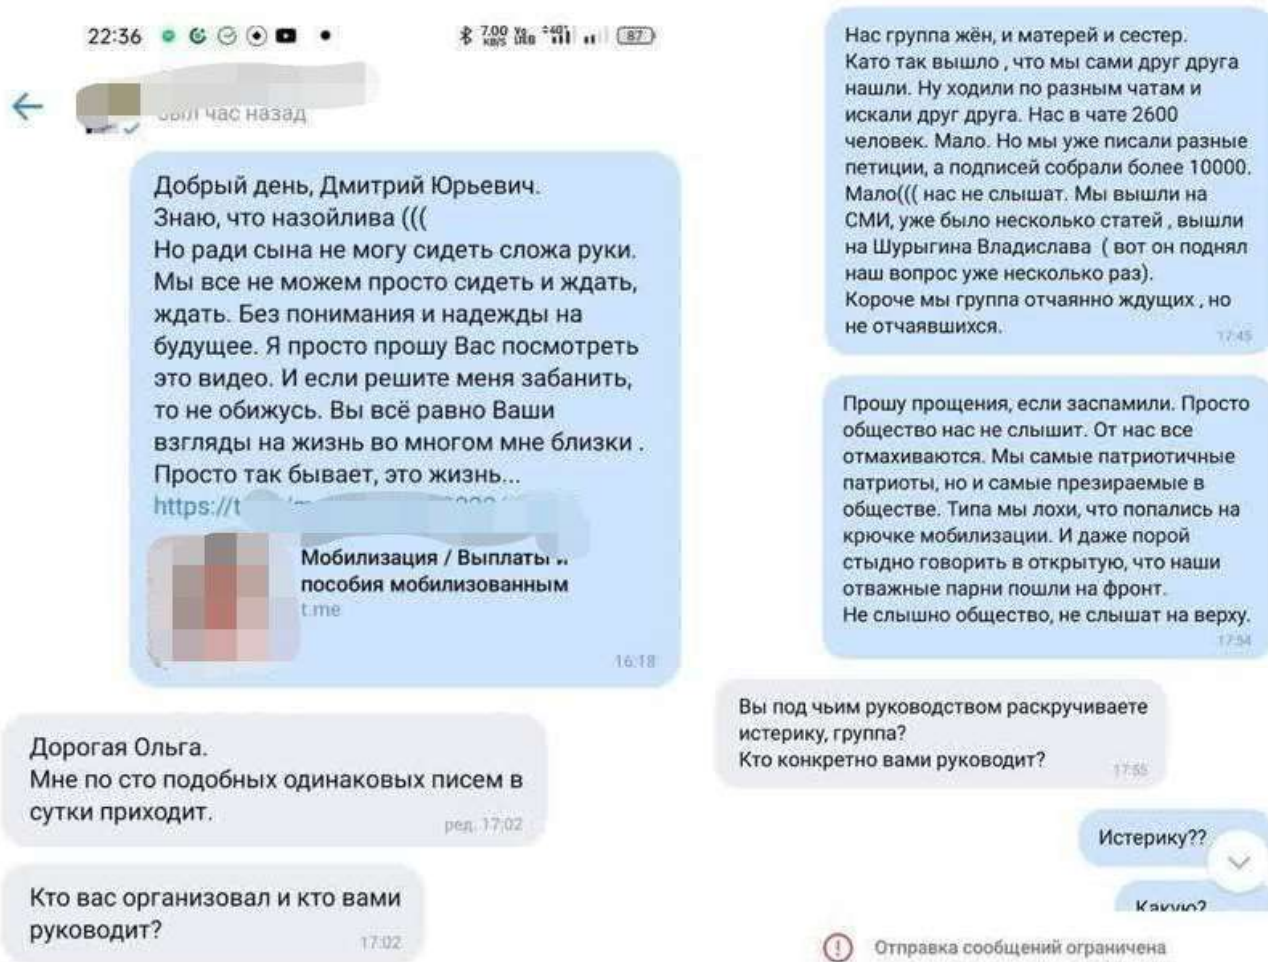 22:36
7.00 KB/S
87
был час назад
Добрый день, Дмитрий Юрьевич.
Знаю, что назойлива (((
Но ради сына не могу сидеть сложа руки.
Мы все не можем просто сидеть и ждать,
ждать. Без понимания и надежды на
будущее. Я просто прошу Вас посмотреть
это видео. И если решите меня забанить,
то не обижусь. Вы всё равно Ваши
взгляды на жизнь во многом мне близки .
Просто так бывает, это жизнь...
https://t
Мобилизация / Выплаты и
пособия мобилизованным
t.me
16:18
Дорогая Ольга.
Мне по сто подобных одинаковых писем в
сутки приходит.
ред. 17:02
Кто вас организовал и кто вами
руководит?
17:02
Нас группа жён, и матерей и сестер.
Като так вышло , что мы сами друг друга
нашли. Ну ходили по разным чатам и
искали друг друга. Нас в чате 2600
человек. Мало. Но мы уже писали разные
петиции, а подписей собрали более 10000.
Мало((( нас не слышат. Мы вышли на
СМИ, уже было несколько статей , вышли
на Шурыгина Владислава ( вот он поднял
наш вопрос уже несколько раз).
Короче мы группа отчаянно ждущих , но
не отчаявшихся.
17:45
Прошу прощения, если заспамили. Просто
общество нас не слышит. От нас все
отмахиваются. Мы самые патриотичные
патриоты, но и самые презираемые в
обществе. Типа мы лохи, что попались на
крючке мобилизации. И даже порой
стыдно говорить в открытую, что наши
отважные парни пошли на фронт.
Не слышно общество, не слышат на верху.
17:54
Вы под чьим руководством раскручиваете
истерику, группа?
Кто конкретно вами руководит?
17:55
Истерику??
Какую?
Отправка сообщений ограничена